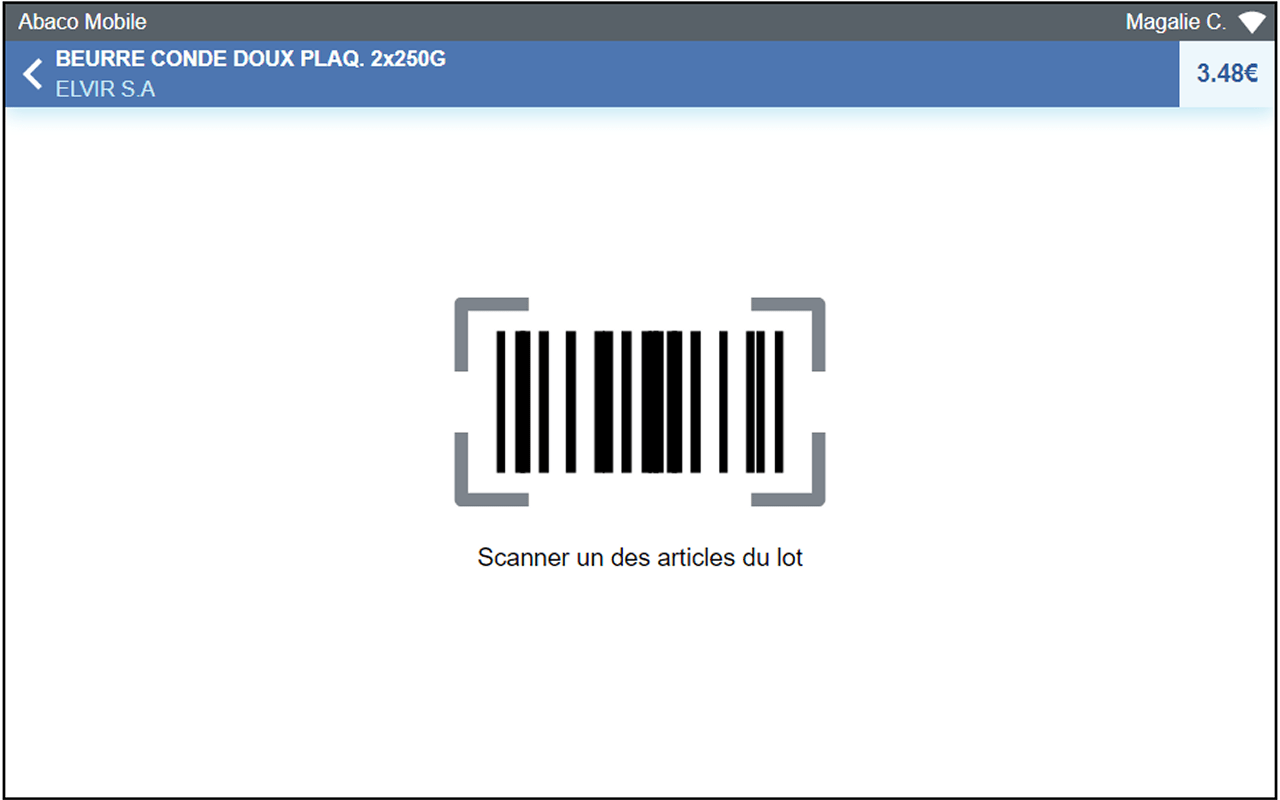 Abaco Mobile
Magalie C.
BEURRE CONDE DOUX PLAQ. 2x250G
ELVIR S.A
3.48€
Scanner un des articles du lot